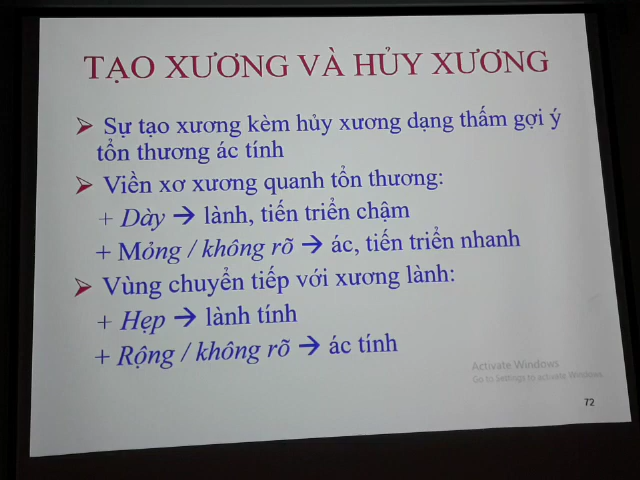 TẠO XƯƠNG VÀ HỦY XƯƠNG
➢ Sự tạo xương kèm hủy xương dạng thấm gợi ý
tổn thương ác tính
➢ Viền xơ xương quanh tổn thương:
+ Dày → lành, tiến triển chậm
+ Mỏng / không rõ → ác, tiến triển nhanh
➢ Vùng chuyển tiếp với xương lành:
+ Hẹp → lành tính
+ Rộng / không rõ → ác tính
Activate Windows
Go to Settings to activate Windows.
72